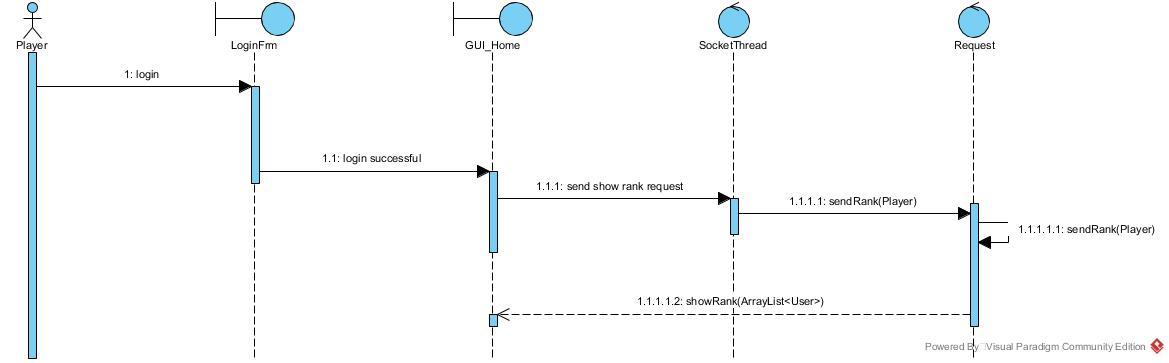 Player
LoginFrm
GUI_Home
SocketThread
Request
1: login
1.1: login successful
1.1.1: send show rank request
1.1.1.1: sendRank(Player)
1.1.1.1.1: sendRank(Player)
1.1.1.1.2: showRank(ArrayList<User>)
Powered By Visual Paradigm Community Edition